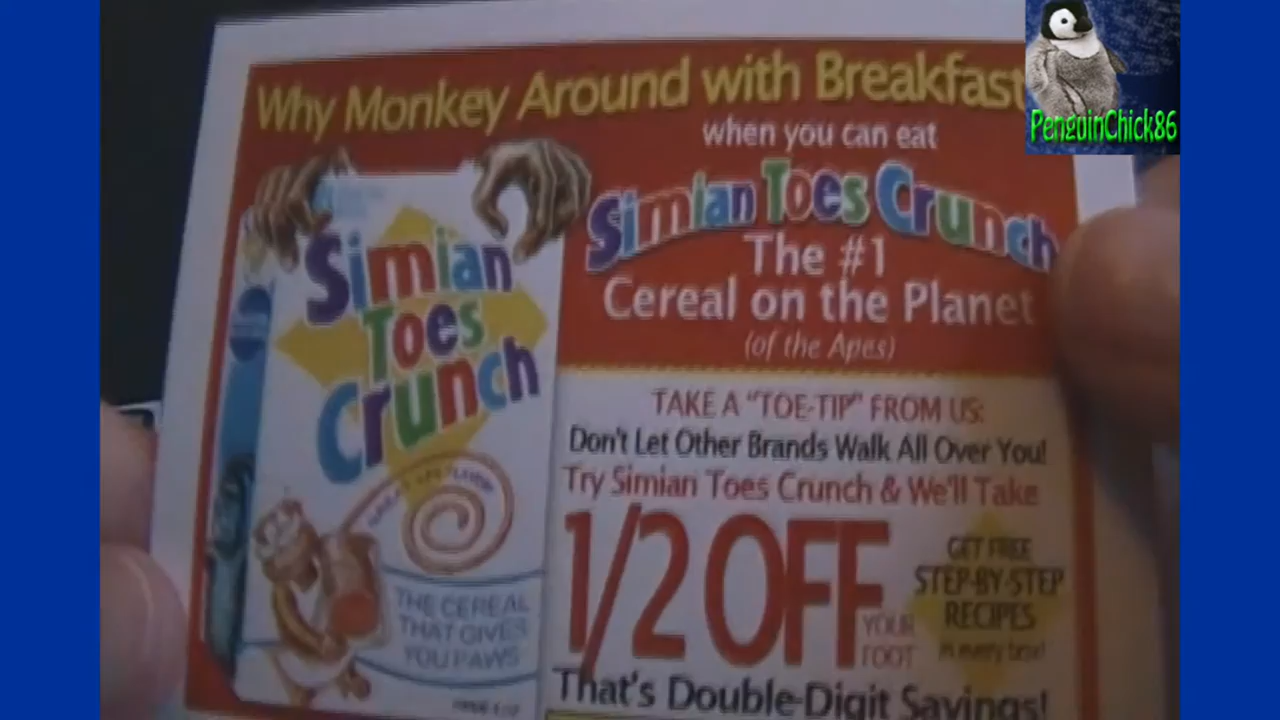 Why Monkey Around with Breakfast
when you can eat
Simian Toes Crunch
The #1
Cereal on the Planet
(of the Apes)
TAKE A "TOE-TIP" FROM US:
Don't Let Other Brands Walk All Over You!
Try Simian Toes Crunch & We'll Take
1/2 OFF
YOUR
FOOT
GET FREE
STEP-BY-STEP
RECIPES
in every box!
That's Double-Digit Savings!
Simian
Toes
Crunch
THE CEREAL
THAT GIVES
YOU PAWS
PenguinChick86